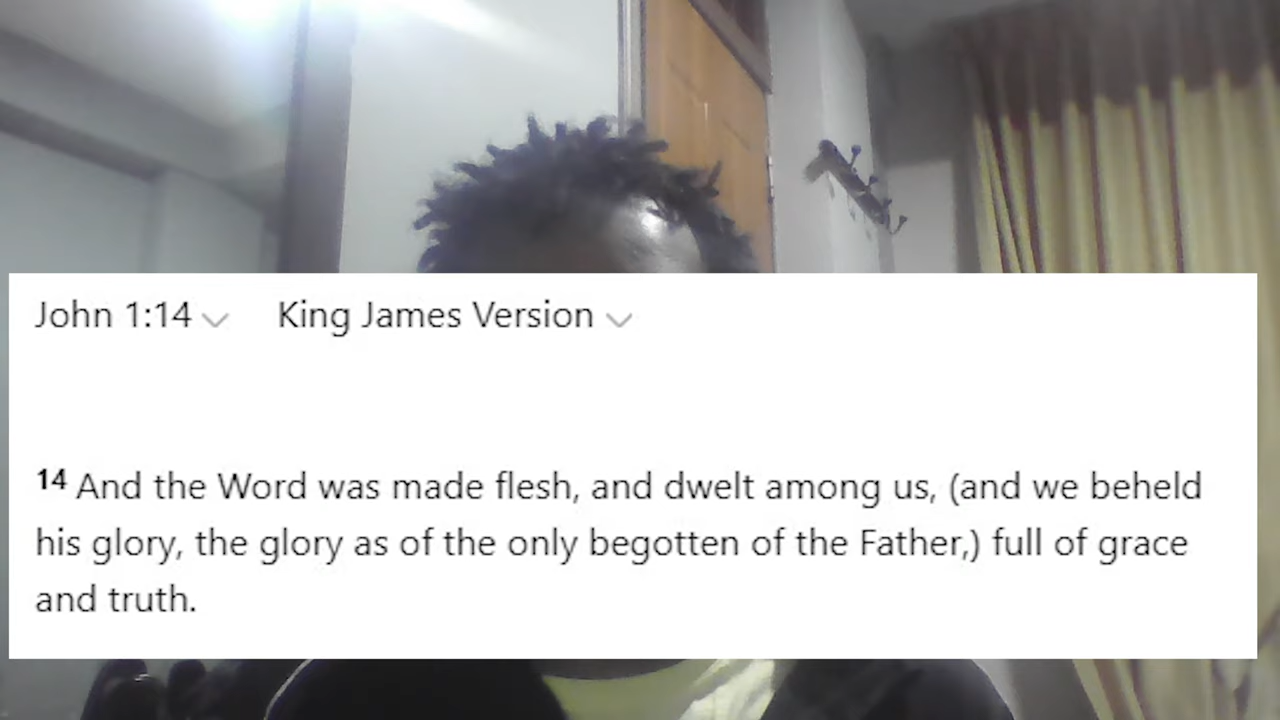 John 1:14 King James Version
14 And the Word was made flesh, and dwelt among us, (and we beheld
his glory, the glory as of the only begotten of the Father,) full of grace
and truth.